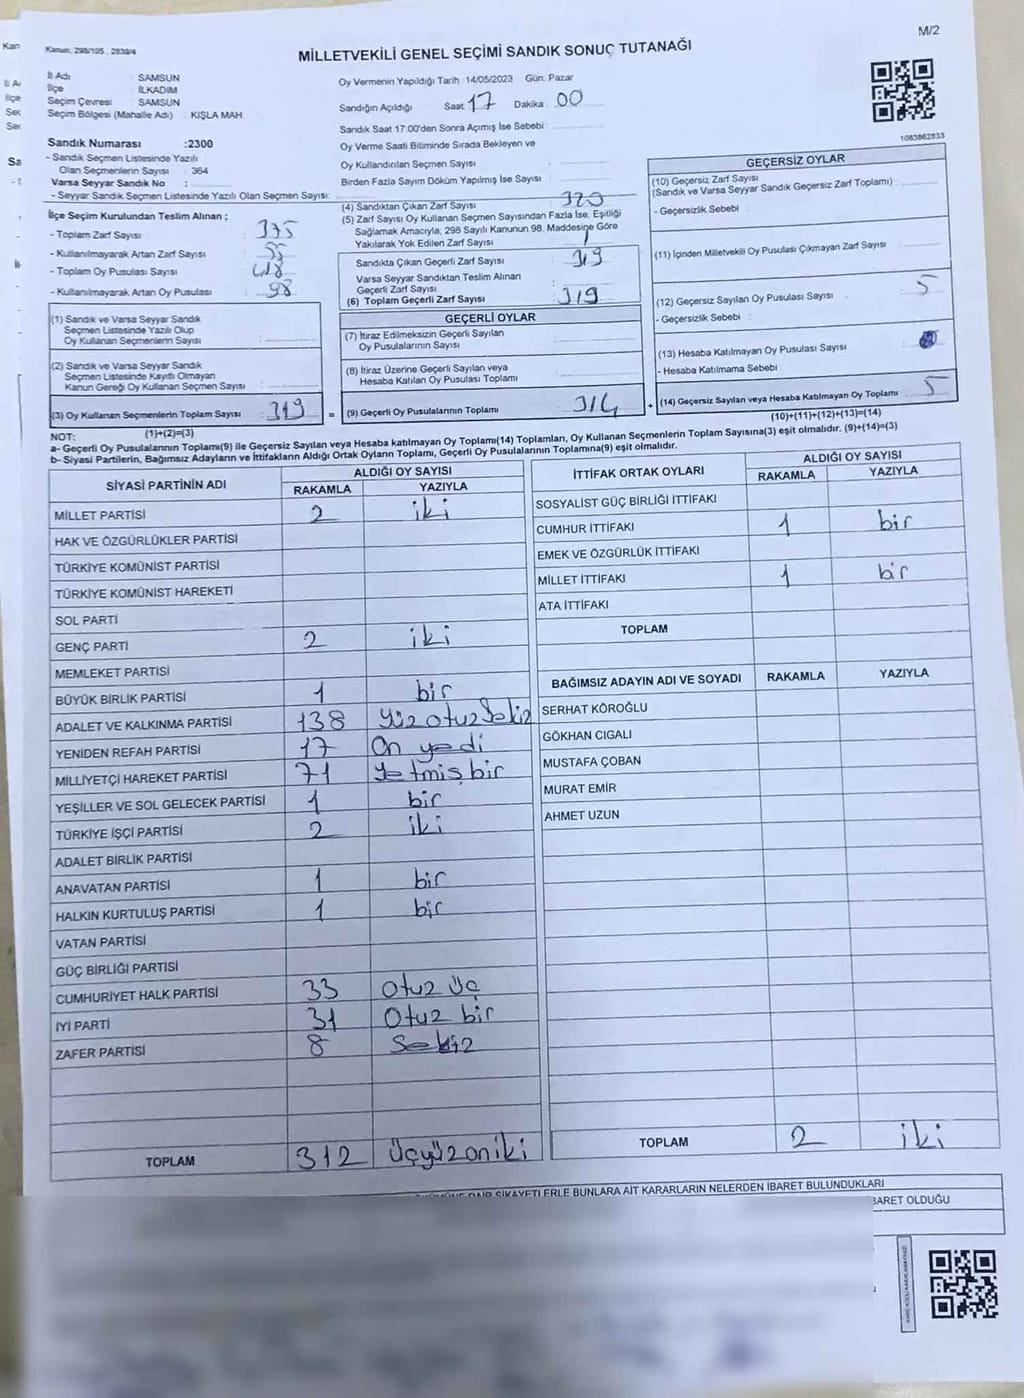 M/2
Kanun: 298/105 , 2839/4
MİLLETVEKİLİ GENEL SEÇİMİ SANDIK SONUÇ TUTANAĞI
İl Adı : SAMSUN
İlçe : İLKADIM
Seçim Çevresi : SAMSUN
Seçim Bölgesi (Mahalle Adı) : KIŞLA MAH.
Sandık Numarası :2300
- Sandık Seçmen Listesinde Yazılı
Olan Seçmenlerin Sayısı : 364
Varsa Seyyar Sandık No :
- Seyyar Sandık Seçmen Listesinde Yazılı Olan Seçmen Sayısı:
Oy Vermenin Yapıldığı Tarih :14/05/2023 Gün: Pazar
Sandığın Açıldığı Saat 17 Dakika : 00
Sandık Saat 17:00'den Sonra Açımış İse Sebebi :
Oy Verme Saati Bitiminde Sırada Bekleyen ve
Oy Kullandırılan Seçmen Sayısı :
Birden Fazla Sayım Döküm Yapılmış İse Sayısı :
1083862833
İlçe Seçim Kurulundan Teslim Alınan ;
- Toplam Zarf Sayısı : 375
- Kullanılmayarak Artan Zarf Sayısı :
- Toplam Oy Pusulası Sayısı : 418
- Kullanılmayarak Artan Oy Pusulası : 98
(1) Sandık ve Varsa Seyyar Sandık
Seçmen Listesinde Yazılı Olup
Oy Kullanan Seçmenlerin Sayısı :
(2) Sandık ve Varsa Seyyar Sandık
Seçmen Listesinde Kayıtlı Olmayan
Kanun Gereği Oy Kullanan Seçmen Sayısı :
(3) Oy Kullanan Seçmenlerin Toplam Sayısı : 319 =
(1)+(2)=(3)
(4) Sandıktan Çıkan Zarf Sayısı :
(5) Zarf Sayısı Oy Kullanan Seçmen Sayısından Fazla İse, Eşitliği
Sağlamak Amacıyla; 298 Sayılı Kanunun 98. Maddesine Göre
Yakılarak Yok Edilen Zarf Sayısı :
Sandıkta Çıkan Geçerli Zarf Sayısı : 319
Varsa Seyyar Sandıktan Teslim Alınan
Geçerli Zarf Sayısı :
(6) Toplam Geçerli Zarf Sayısı : 319
GEÇERLİ OYLAR
(7) İtiraz Edilmeksizin Geçerli Sayılan
Oy Pusulalarının Sayısı :
(8) İtiraz Üzerine Geçerli Sayılan veya
Hesaba Katılan Oy Pusulası Toplamı :
(9) Geçerli Oy Pusulalarının Toplamı : 314 +
GEÇERSİZ OYLAR
(10) Geçersiz Zarf Sayısı
(Sandık ve Varsa Seyyar Sandık Geçersiz Zarf Toplamı) :
- Geçersizlik Sebebi :
(11) İçinden Milletvekili Oy Pusulası Çıkmayan Zarf Sayısı :
(12) Geçersiz Sayılan Oy Pusulası Sayısı : 5
- Geçersizlik Sebebi :
(13) Hesaba Katılmayan Oy Pusulası Sayısı :
- Hesaba Katılmama Sebebi :
(14) Geçersiz Sayılan veya Hesaba Katılmayan Oy Toplamı : 5
(10)+(11)+(12)+(13)=(14)
NOT:
a- Geçerli Oy Pusulaların Toplamı(9) ile Geçersiz Sayılan veya Hesaba katılmayan Oy Toplamı(14) Toplamları, Oy Kullanan Seçmenlerin Toplam Sayısına(3) eşit olmalıdır. (9)+(14)=(3)
b- Siyasi Partilerin, Bağımsız Adayların ve İttifakların Aldığı Ortak Oyların Toplamı, Geçerli Oy Pusulalarının Toplamına(9) eşit olmalıdır.
SİYASİ PARTİNİN ADI ALDIĞI OY SAYISI
RAKAMLA YAZIYLA
MİLLET PARTİSİ 2 iki
HAK VE ÖZGÜRLÜKLER PARTİSİ
TÜRKİYE KOMÜNİST PARTİSİ
TÜRKİYE KOMÜNİST HAREKETİ
SOL PARTİ
GENÇ PARTİ 2 iki
MEMLEKET PARTİSİ
BÜYÜK BİRLİK PARTİSİ 1 bir
ADALET VE KALKINMA PARTİSİ 138 Yüz otuz Sekiz
YENİDEN REFAH PARTİSİ 17 On yedi
MİLLİYETÇİ HAREKET PARTİSİ 71 Yetmiş bir
YEŞİLLER VE SOL GELECEK PARTİSİ 1 bir
TÜRKİYE İŞÇİ PARTİSİ 2 iki
ADALET BİRLİK PARTİSİ
ANAVATAN PARTİSİ 1 bir
HALKIN KURTULUŞ PARTİSİ 1 bir
VATAN PARTİSİ
GÜÇ BİRLİĞİ PARTİSİ
CUMHURİYET HALK PARTİSİ 33 Otuz üç
İYİ PARTİ 31 Otuz bir
ZAFER PARTİSİ 8 Sekiz
TOPLAM 312 Üçyüz oniki
İTTİFAK ORTAK OYLARI ALDIĞI OY SAYISI
RAKAMLA YAZIYLA
SOSYALİST GÜÇ BİRLİĞİ İTTİFAKI
CUMHUR İTTİFAKI 1 bir
EMEK VE ÖZGÜRLÜK İTTİFAKI
MİLLET İTTİFAKI 1 bir
ATA İTTİFAKI
TOPLAM
BAĞIMSIZ ADAYIN ADI VE SOYADI RAKAMLA YAZIYLA
SERHAT KÖROĞLU
GÖKHAN CIGALI
MUSTAFA ÇOBAN
MURAT EMİR
AHMET UZUN
TOPLAM 2 iki
ŞİKAYETLERLE BUNLARA AİT KARARLARIN NELERDEN İBARET BULUNDUKLARI
BARET OLDUĞU